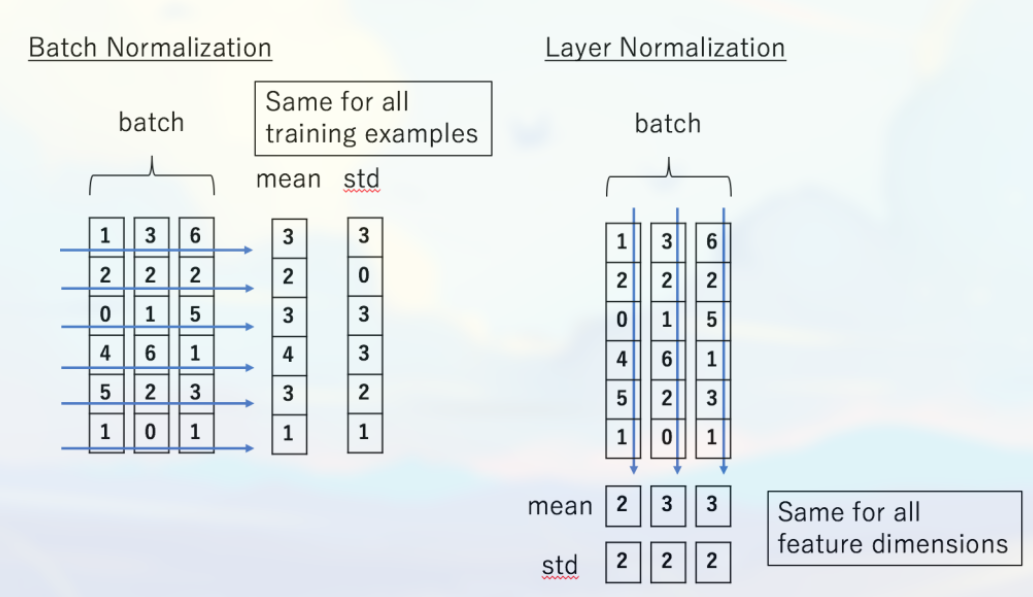 Batch Normalization
batch
Same for all
training examples
mean std
1 3 6 3 3
2 2 2 2 0
0 1 5 3 3
4 6 1 4 3
5 2 3 3 2
1 0 1 1 1
Layer Normalization
batch
1 3 6
2 2 2
0 1 5
4 6 1
5 2 3
1 0 1
mean 2 3 3
std 2 2 2
Same for all
feature dimensions